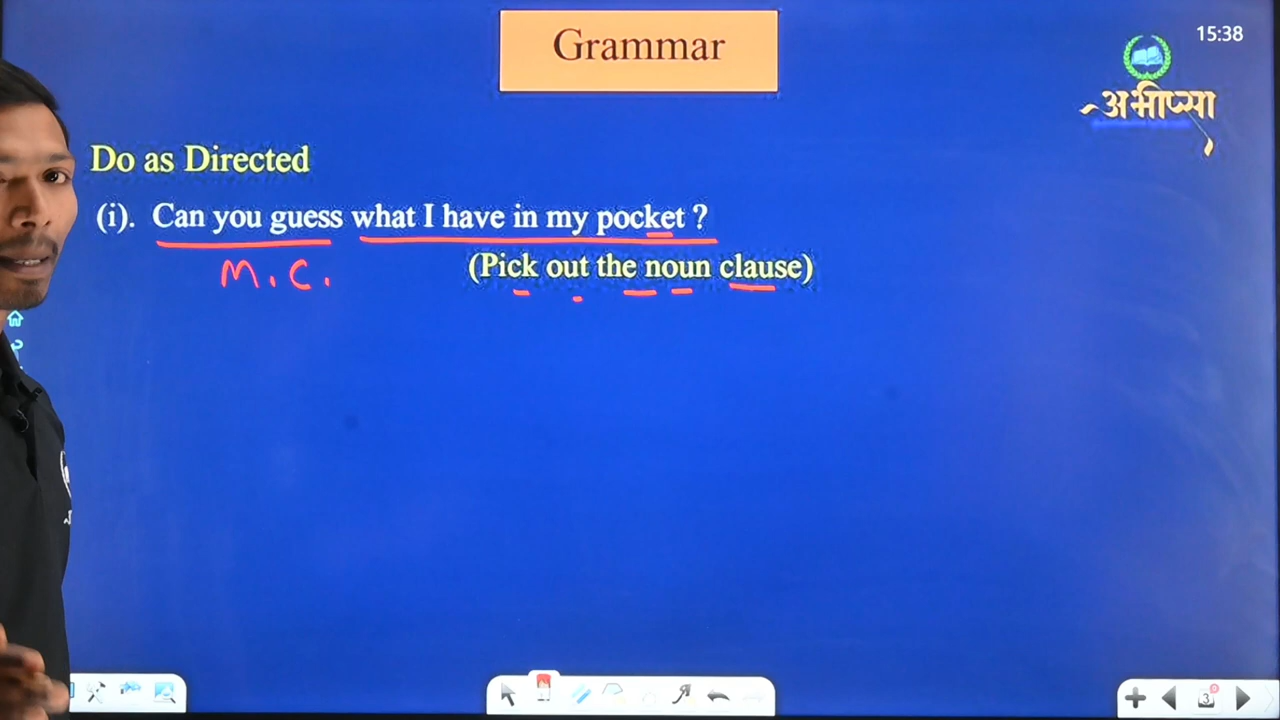 Grammar
15:38
अभीप्सा
Do as Directed
(i). Can you guess what I have in my pocket ?
M.C.
(Pick out the noun clause)
3